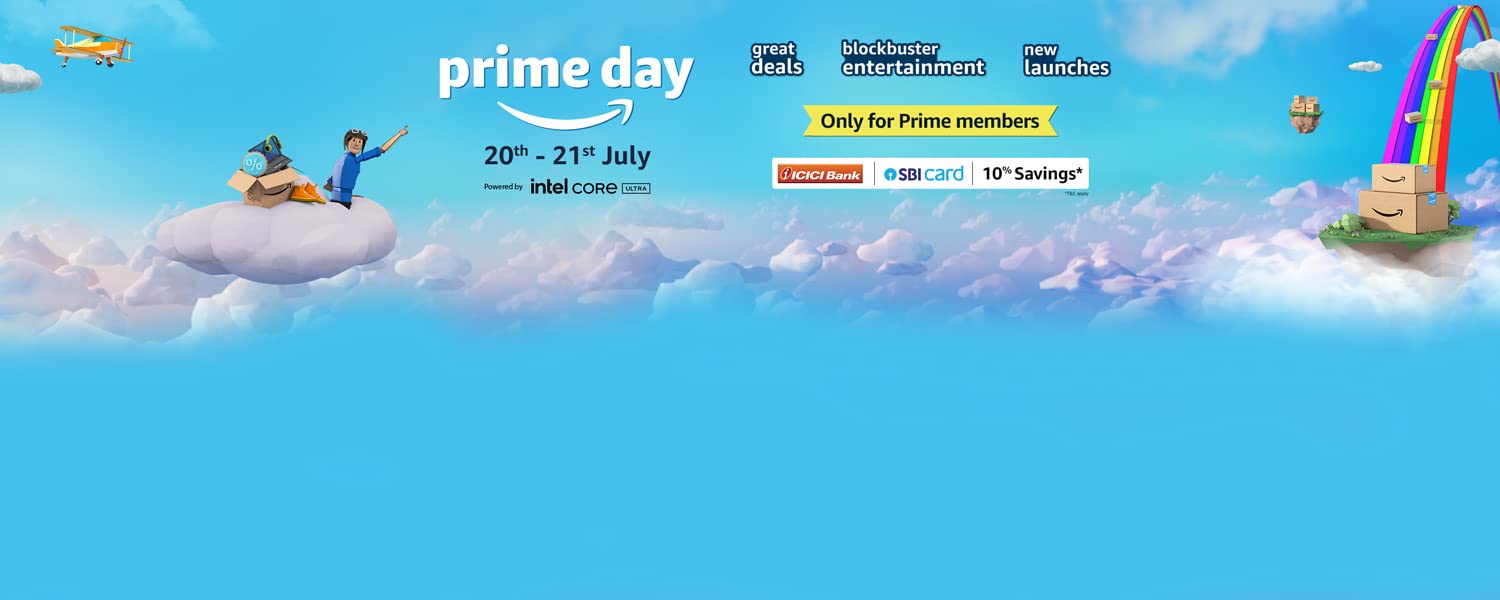 prime day
20th - 21st July
Powered by intel CORE ULTRA
great
deals
blockbuster
entertainment
new
launches
Only for Prime members
ICICI Bank SBI card 10% Savings*
*T&C apply